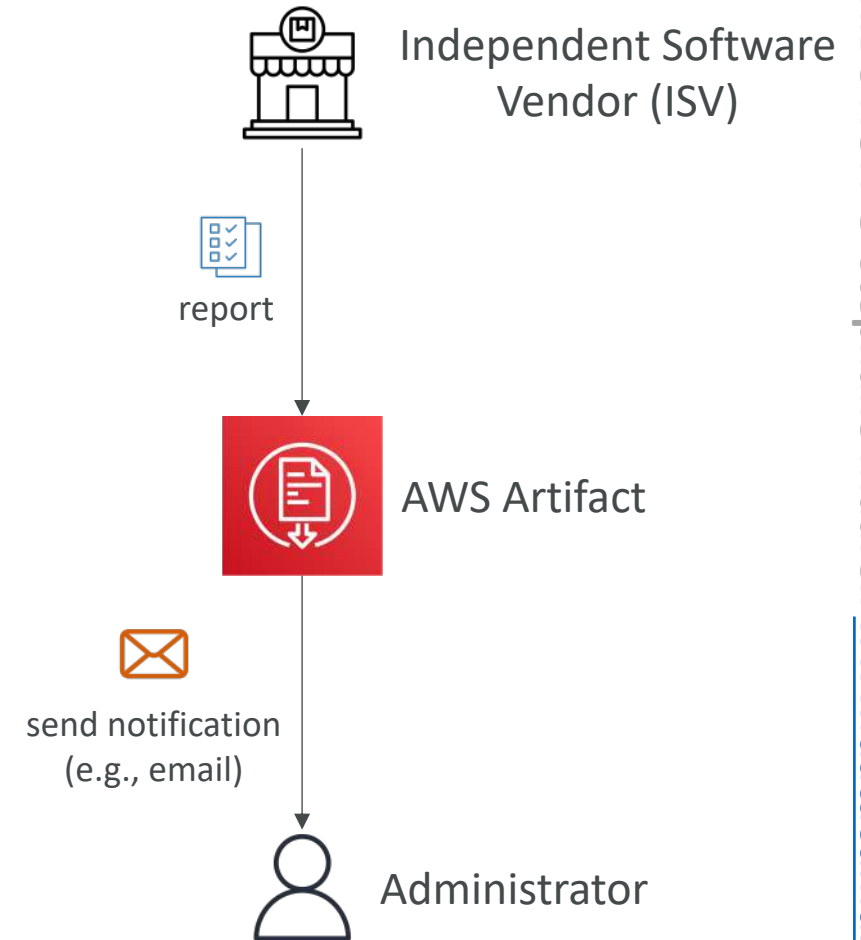 Independent Software
Vendor (ISV)
report
AWS Artifact
send notification
(e.g., email)
Administrator